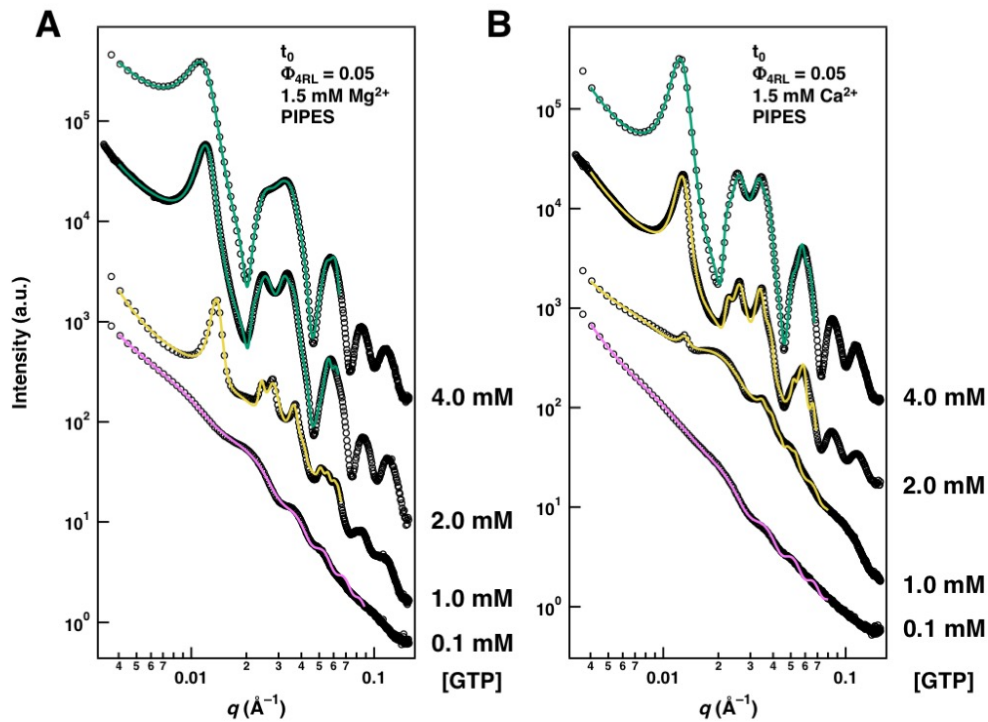 A
t₀
Φ₄RL = 0.05
1.5 mM Mg²⁺
PIPES
Intensity (a.u.)
10⁵
10⁴
10³
10²
10¹
10⁰
4.0 mM
2.0 mM
1.0 mM
0.1 mM
[GTP]
4 5 6 7 2 3 4 5 6 7
0.01 0.1
q (Å⁻¹)
B
t₀
Φ₄RL = 0.05
1.5 mM Ca²⁺
PIPES
10⁵
10⁴
10³
10²
10¹
10⁰
4.0 mM
2.0 mM
1.0 mM
0.1 mM
[GTP]
4 5 6 7 2 3 4 5 6 7
0.01 0.1
q (Å⁻¹)